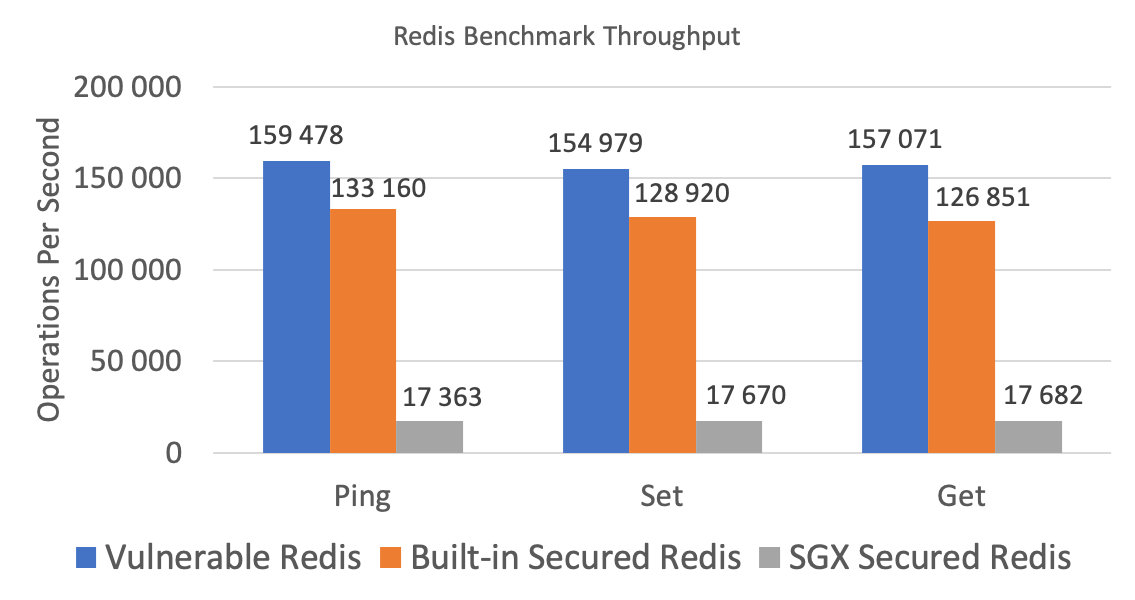 Redis Benchmark Throughput
Operations Per Second
200 000
150 000
100 000
50 000
0
159 478
133 160
17 363
154 979
128 920
17 670
157 071
126 851
17 682
Ping
Set
Get
Vulnerable Redis
Built-in Secured Redis
SGX Secured Redis